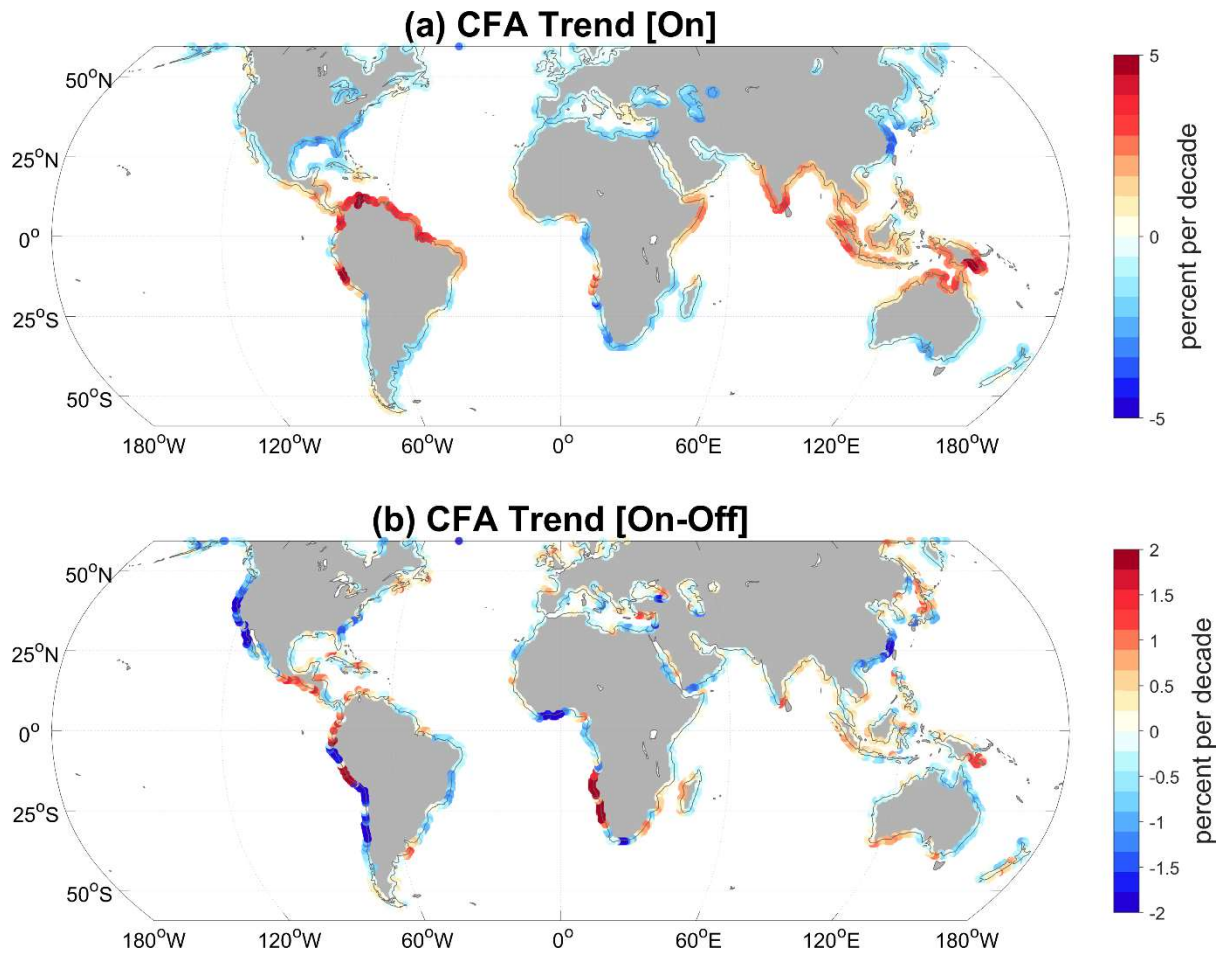 (a) CFA Trend [On]
50°N
25°N
0°
25°S
50°S
180°W 120°W 60°W 0° 60°E 120°E 180°W
5
0
-5
percent per decade
(b) CFA Trend [On-Off]
50°N
25°N
0°
25°S
50°S
180°W 120°W 60°W 0° 60°E 120°E 180°W
2
1.5
1
0.5
0
-0.5
-1
-1.5
-2
percent per decade